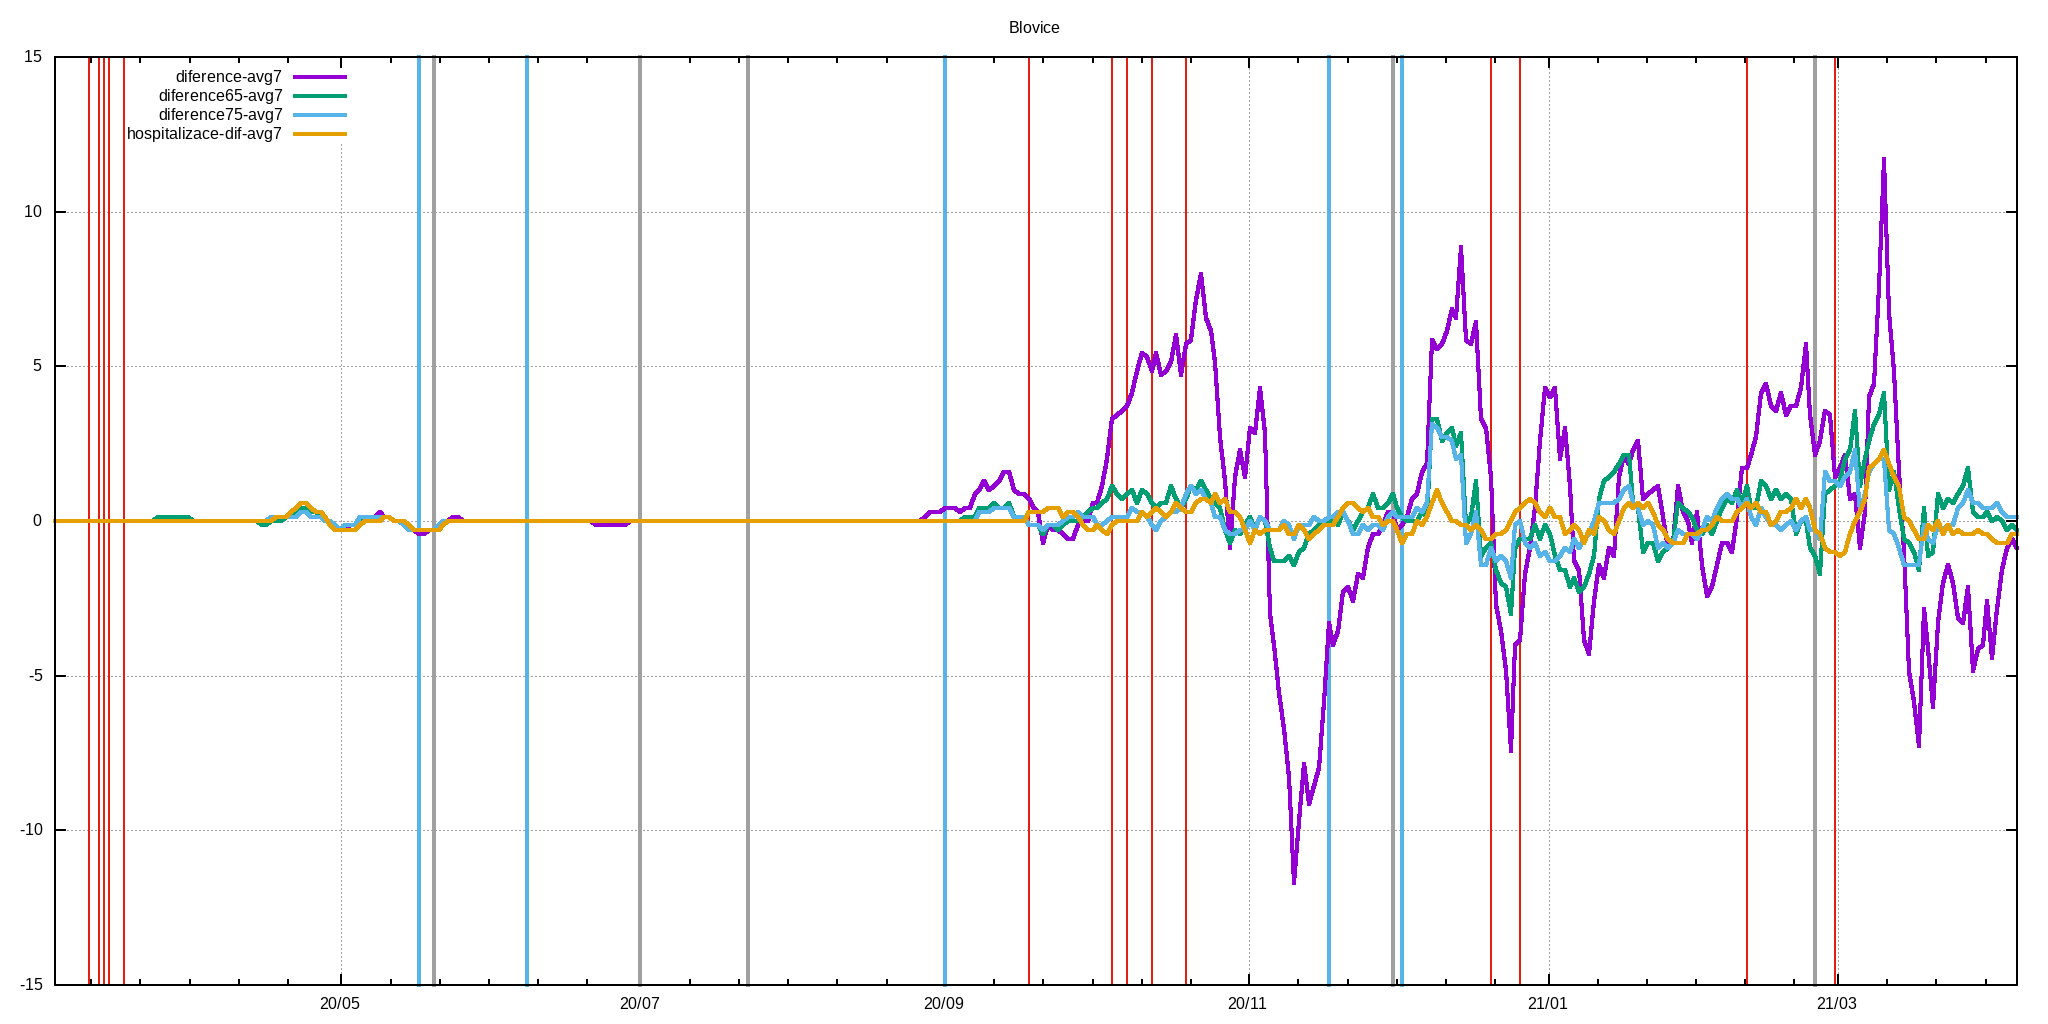 Blovice
15
diference-avg7
diference65-avg7
diference75-avg7
hospitalizace-dif-avg7
10
5
0
-5
-10
-15
20/05
20/07
20/09
20/11
21/01
21/03